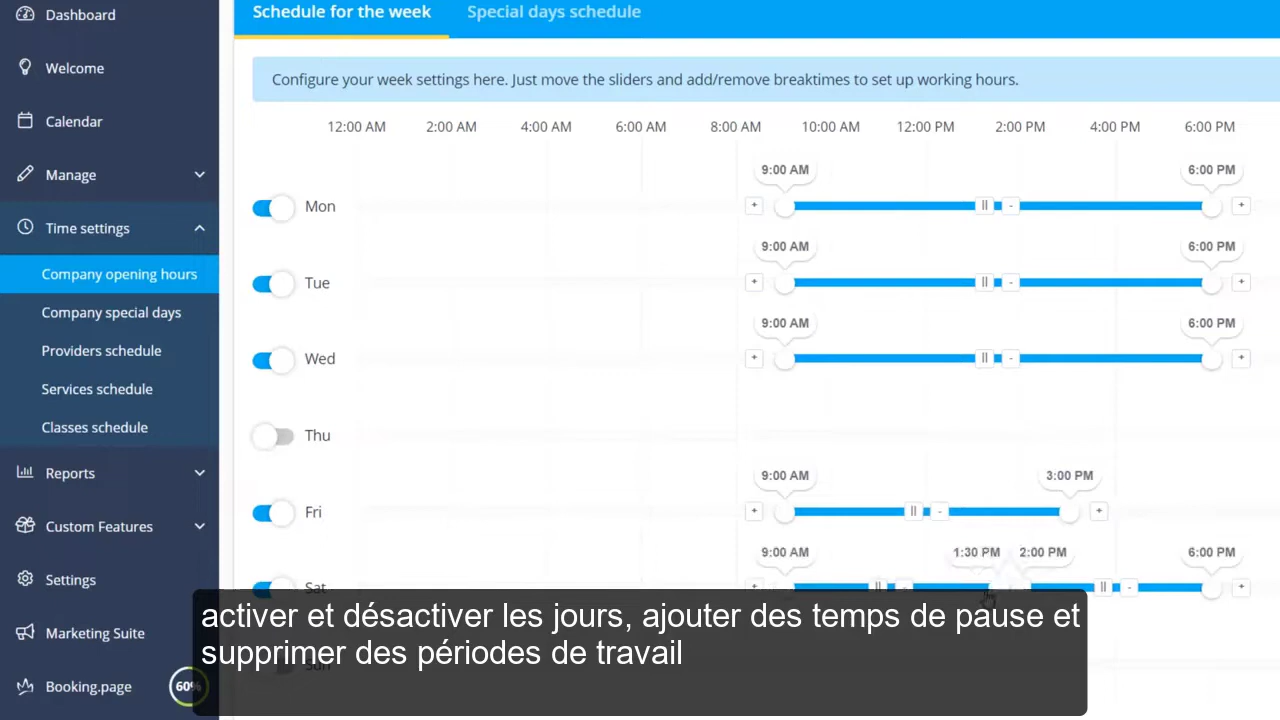 Dashboard
Welcome
Calendar
Manage
Time settings
Company opening hours
Company special days
Providers schedule
Services schedule
Classes schedule
Reports
Custom Features
Settings
Marketing Suite
Booking.page
60%
Schedule for the week
Special days schedule
Configure your week settings here. Just move the sliders and add/remove breaktimes to set up working hours.
12:00 AM 2:00 AM 4:00 AM 6:00 AM 8:00 AM 10:00 AM 12:00 PM 2:00 PM 4:00 PM 6:00 PM
9:00 AM 6:00 PM
Mon + || - +
9:00 AM 6:00 PM
Tue + || - +
9:00 AM 6:00 PM
Wed + || - +
Thu
9:00 AM 3:00 PM
Fri + || - +
9:00 AM 1:30 PM 2:00 PM 6:00 PM
Sat + || - || - +
Sun
activer et désactiver les jours, ajouter des temps de pause et
supprimer des périodes de travail